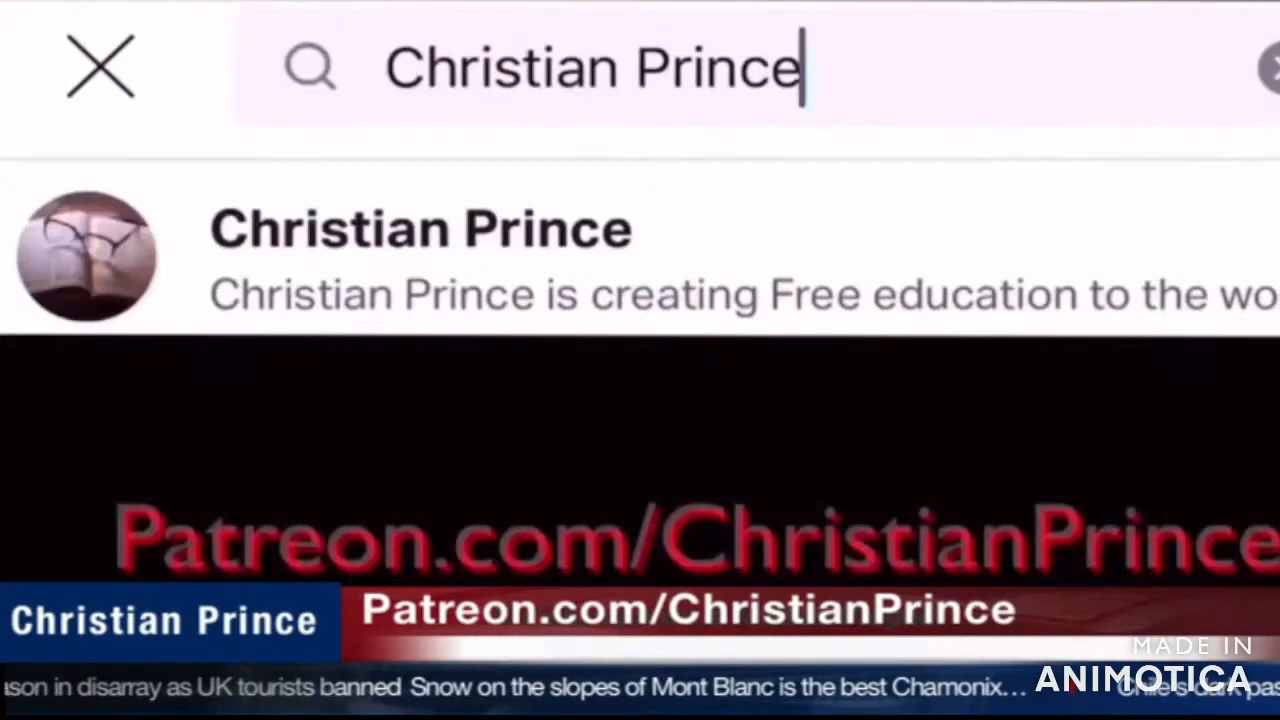 Christian Prince
Christian Prince
Christian Prince is creating Free education to the wo
Patreon.com/ChristianPrince
Christian Prince
Patreon.com/ChristianPrince
MADE IN
ANIMOTICA
son in disarray as UK tourists banned Snow on the slopes of Mont Blanc is the best Chamonix...